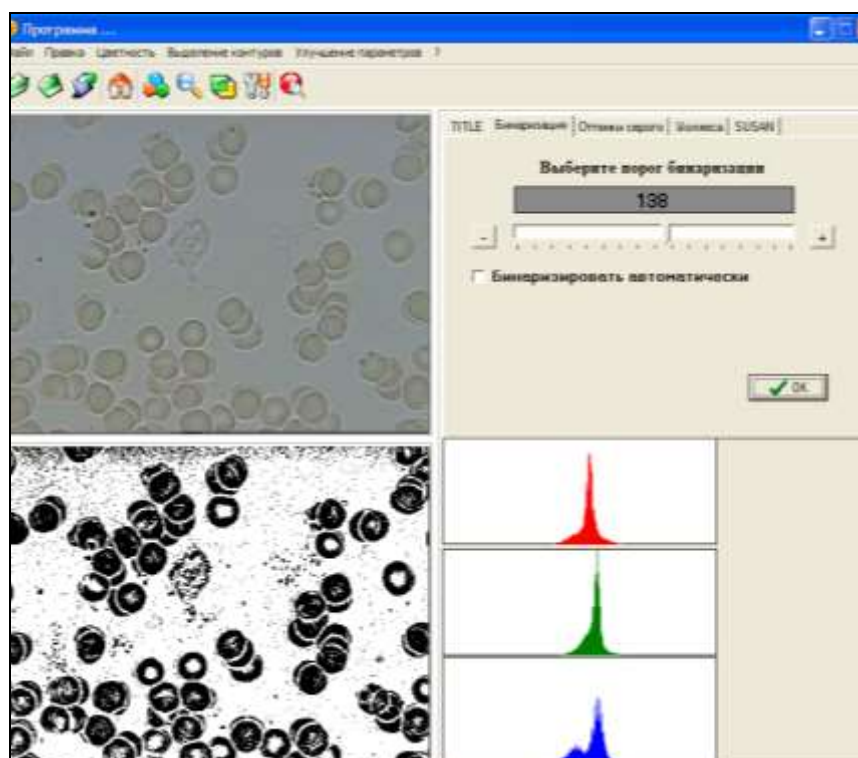 Программа ....
Файл Правка Цветность Выделение контуров Улучшение параметров ?
TITLE Бинаризация Оттенки серого SUSAN
Выберите порог бинаризации
138
- +
Бинаризировать автоматически
OK